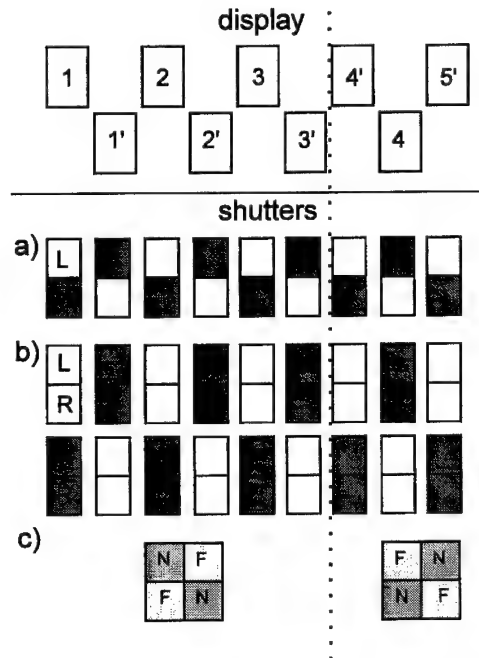 display
1 2 3 4' 5'
1' 2' 3' 4
shutters
a) L
b) L
R
c)
N F F N
F N N F